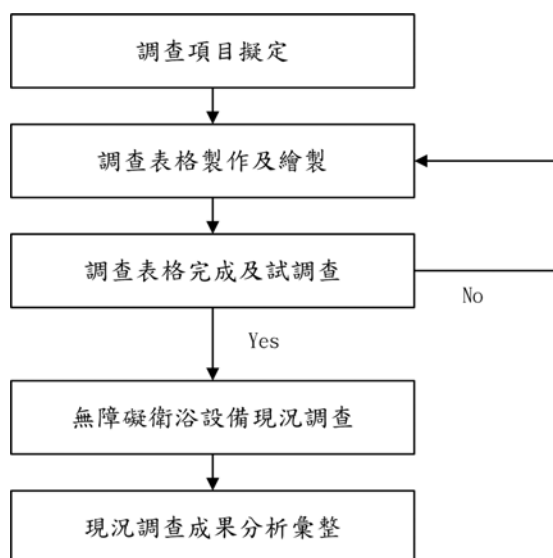 調查項目擬定
調查表格製作及繪製
調查表格完成及試調查
No
Yes
無障礙衛浴設備現況調查
現況調查成果分析彙整